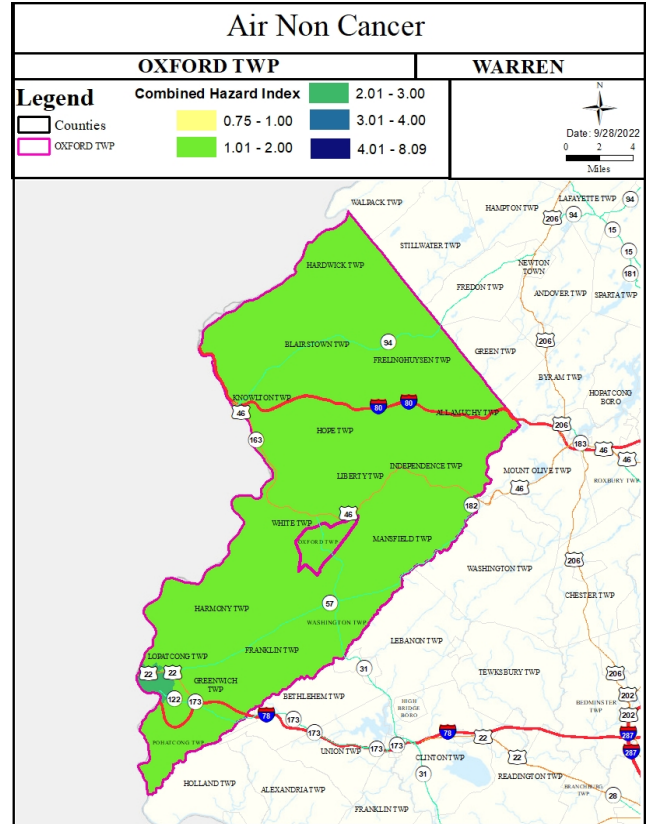 Air Non Cancer
OXFORD TWP WARREN
Legend
Counties
OXFORD TWP
Combined Hazard Index
0.75 - 1.00
1.01 - 2.00
2.01 - 3.00
3.01 - 4.00
4.01 - 8.09
N
Date: 9/28/2022
0 2 4
Miles
WALPACK TWP
HAMPTON TWP
LAFAYETTE TWP
94
206
94
15
STILLWATER TWP
15
HARDWICK TWP
NEWTON
TOWN
181
FREDON TWP
ANDOVER TWP
SPARTA TWP
BLAIRSTOWN TWP
94
206
FRELINGHUYSEN TWP
GREEN TWP
BYRAM TWP
HOPATCONG
BORO
KNOWLTON TWP
80
80
46
ALLAMUCHY TWP
206
HOPE TWP
163
183
46
46
INDEPENDENCE TWP
MOUNT OLIVE TWP
LIBERTY TWP
46
ROXBURY TWP
182
46
WHITE TWP
OXFORD TWP
MANSFIELD TWP
206
WASHINGTON TWP
CHESTER TWP
57
HARMONY TWP
WASHINGTON TWP
LEBANON TWP
FRANKLIN TWP
LOPATCONG TWP
31
22
22
TEWKSBURY TWP
206
GREENWICH
TWP
BETHLEHEM TWP
202
122
173
HIGH
BRIDGE
BORO
BEDMINSTER
TWP
78
173
202
173
78
287
POHATCONG TWP
UNION TWP
173
173
22
287
CLINTON TWP
22
31
READINGTON TWP
HOLLAND TWP
ALEXANDRIA TWP
BRANCHBURG
TWP
28
FRANKLIN TWP